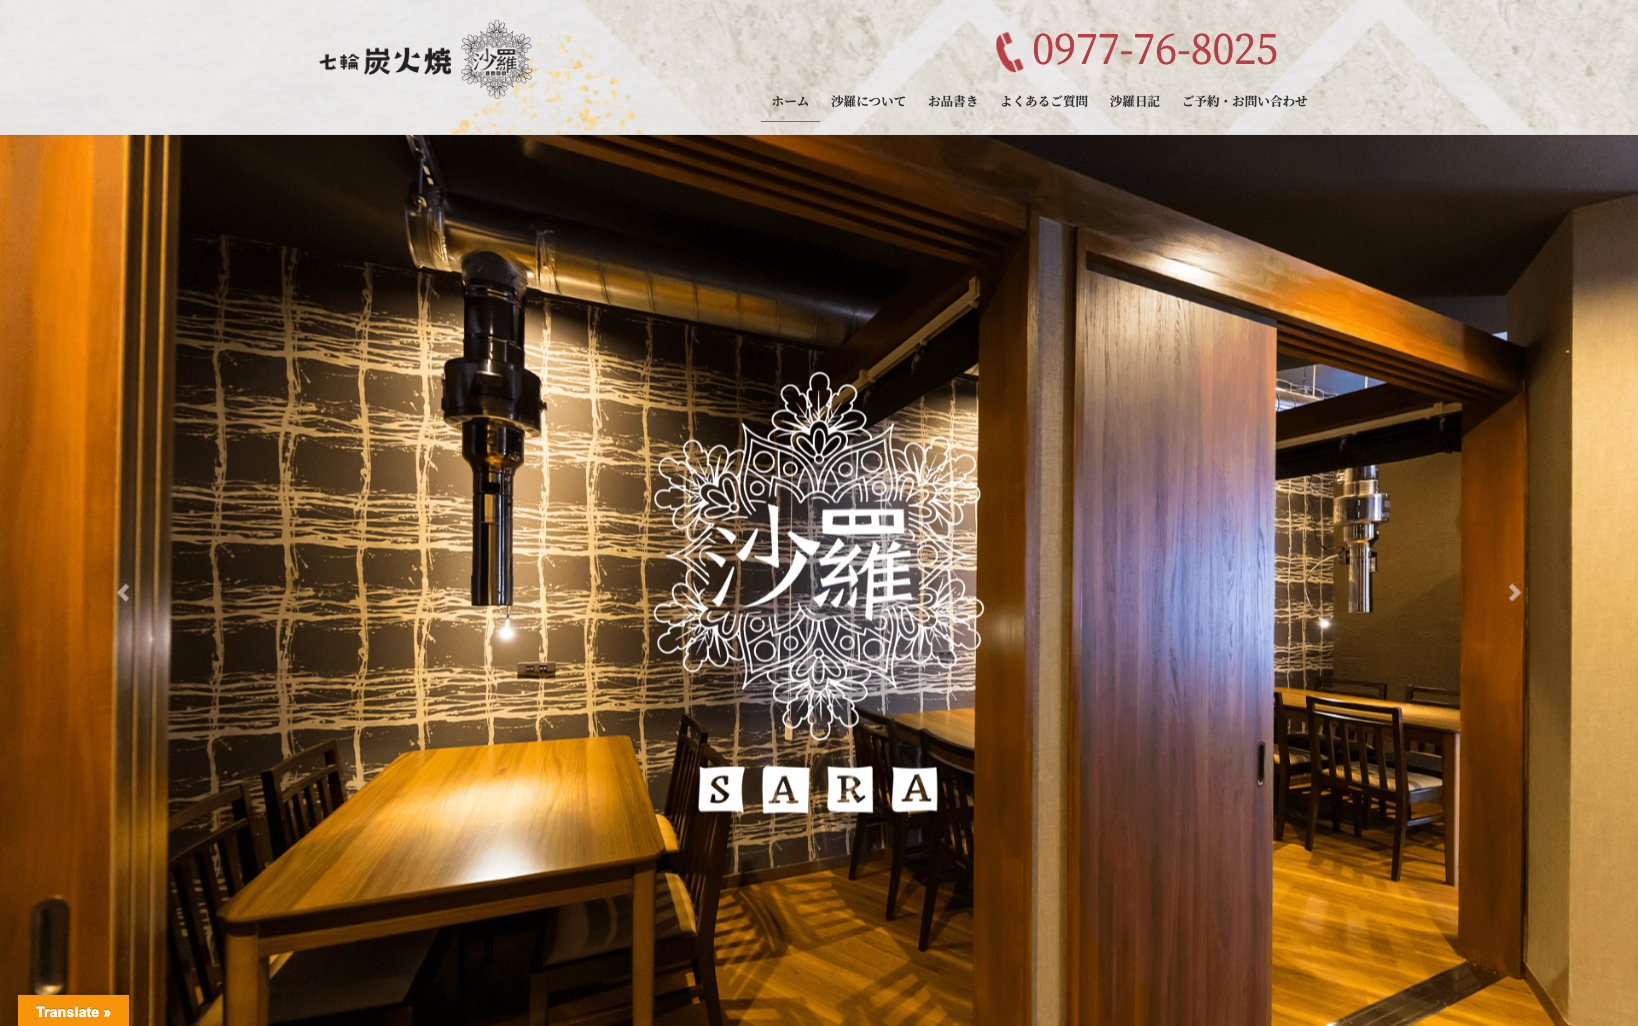 七輪 炭火焼 沙羅
0977-76-8025
ホーム 沙羅について お品書き よくあるご質問 沙羅日記 ご予約・お問い合わせ
沙羅
SARA
Translate »